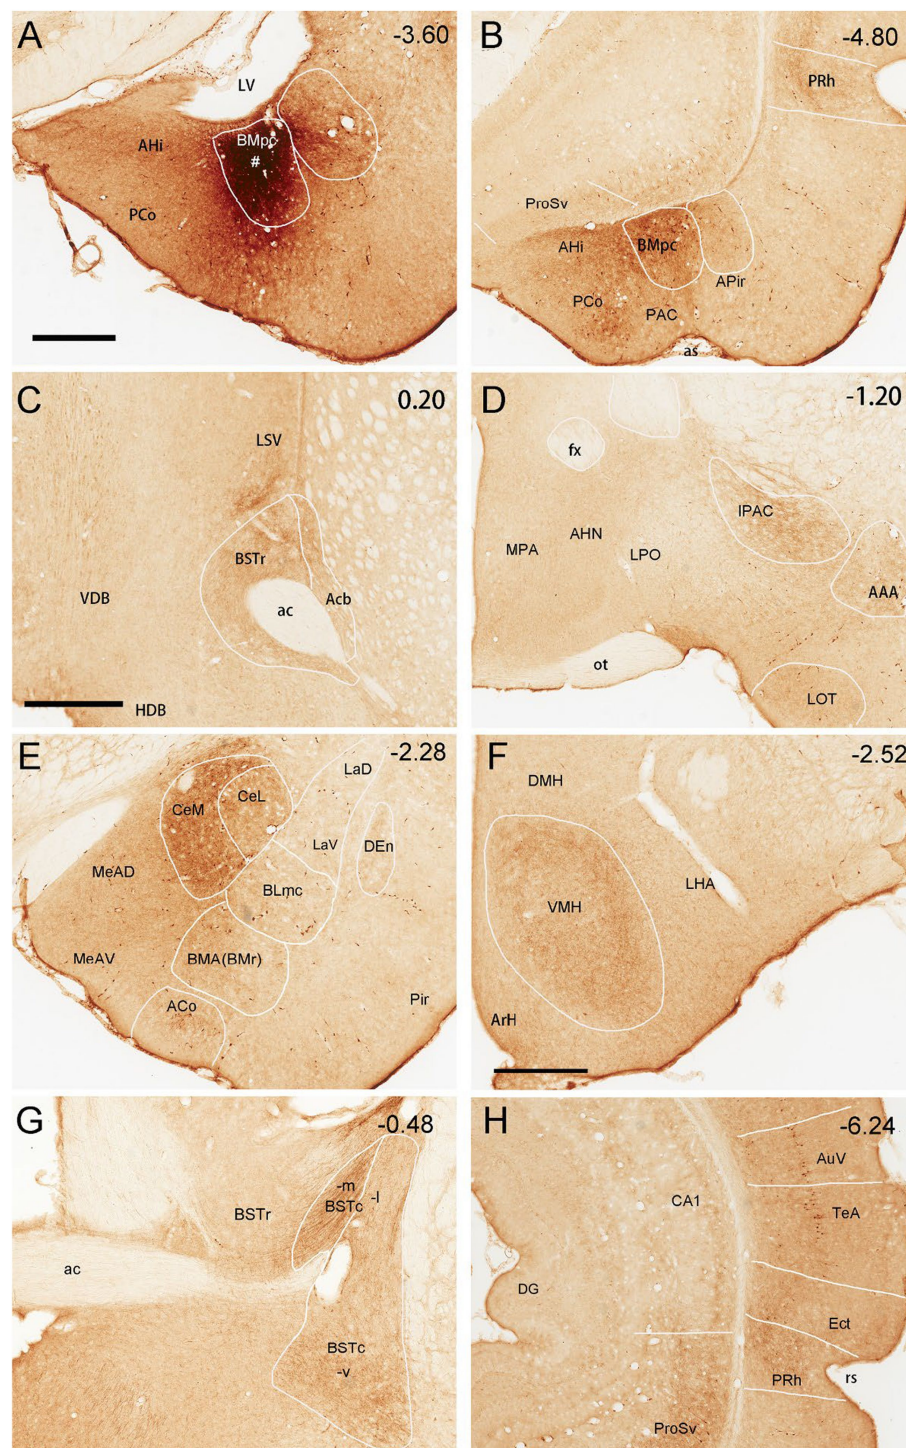 A
-3.60
LV
BMpc
#
AHi
PCo
B
-4.80
PRh
ProSv
AHi
BMpc
APir
PCo
PAC
as
C
0.20
LSV
BSTr
VDB
Acb
ac
HDB
D
-1.20
fx
IPAC
MPA
AHN
LPO
AAA
ot
LOT
E
-2.28
LaD
CeM
CeL
LaV
DEn
MeAD
BLmc
MeAV
BMA(BMr)
ACo
Pir
F
-2.52
DMH
LHA
VMH
ArH
G
-0.48
-m
-l
BSTc
BSTr
ac
BSTc
-v
H
-6.24
AuV
CA1
TeA
DG
Ect
PRh
rs
ProSv